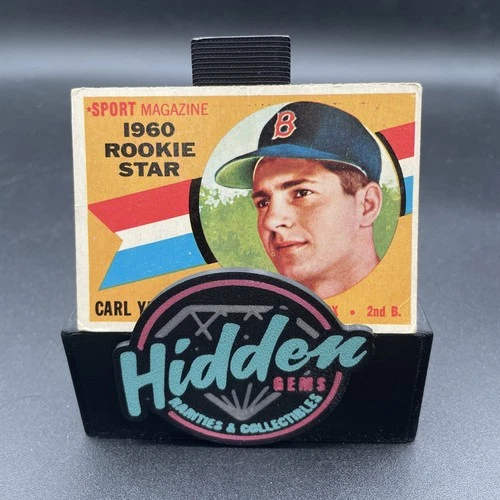 *SPORT MAGAZINE
1960
ROOKIE
STAR
B
CARL
• 2nd B.
Hidden
GEMS
RARITIES & COLLECTIBLES